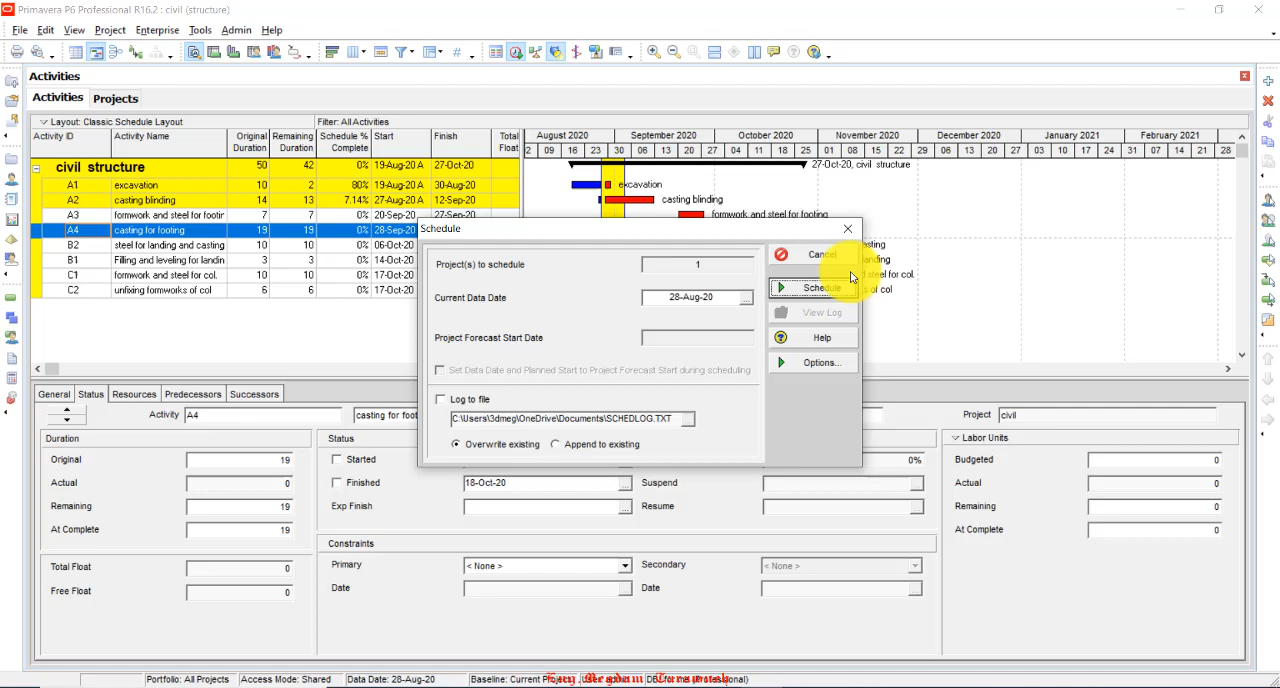 Primavera P6 Professional R16.2 : civil (structure)
File Edit View Project Enterprise Tools Admin Help
Activities
Activities Projects
Layout: Classic Schedule Layout Filter: All Activities
Activity ID Activity Name Original Duration Remaining Duration Schedule % Complete Start Finish Total Float
August 2020 September 2020 October 2020 November 2020 December 2020 January 2021 February 2021
2 09 16 23 30 06 13 20 27 04 11 18 25 01 08 15 22 29 06 13 20 27 03 10 17 24 31 07 14 21 28
civil structure 50 42 0% 19-Aug-20 A 27-Oct-20 27-Oct-20, civil structure
A1 excavation 10 2 80% 19-Aug-20 A 30-Aug-20 excavation
A2 casting blinding 14 13 7.14% 27-Aug-20 A 12-Sep-20 casting blinding
A3 formwork and steel for footir 7 7 0% 20-Sep-20 27-Sep-20 formwork and steel for footing
A4 casting for footing 19 19 0% 28-Sep-20
B2 steel for landing and casting 10 10 0% 06-Oct-20 asting
B1 Filling and leveling for landin 3 3 0% 14-Oct-20 landing
C1 formwork and steel for col. 10 10 0% 17-Oct-20 d steel for col.
C2 unfixing formworks of col 6 6 0% 17-Oct-20 s of col
Schedule
Project(s) to schedule 1
Current Data Date 28-Aug-20 ...
Project Forecast Start Date
Set Data Date and Planned Start to Project Forecast Start during scheduling
Log to file
C:\Users\3dmeg\OneDrive\Documents\SCHEDLOG.TXT
Overwrite existing Append to existing
Cancel
Schedule
View Log
Help
Options...
General Status Resources Predecessors Successors
Activity A4 casting for foot Project civil
Duration
Original 19
Actual 0
Remaining 19
At Complete 19
Total Float 0
Free Float 0
Status
Started 0%
Finished 18-Oct-20 ... Suspend ...
Exp Finish ... Resume ...
Constraints
Primary < None > Secondary < None >
Date ... Date ...
Labor Units
Budgeted 0
Actual 0
Remaining 0
At Complete 0
Portfolio: All Projects Access Mode: Shared Data Date: 28-Aug-20 Baseline: Current